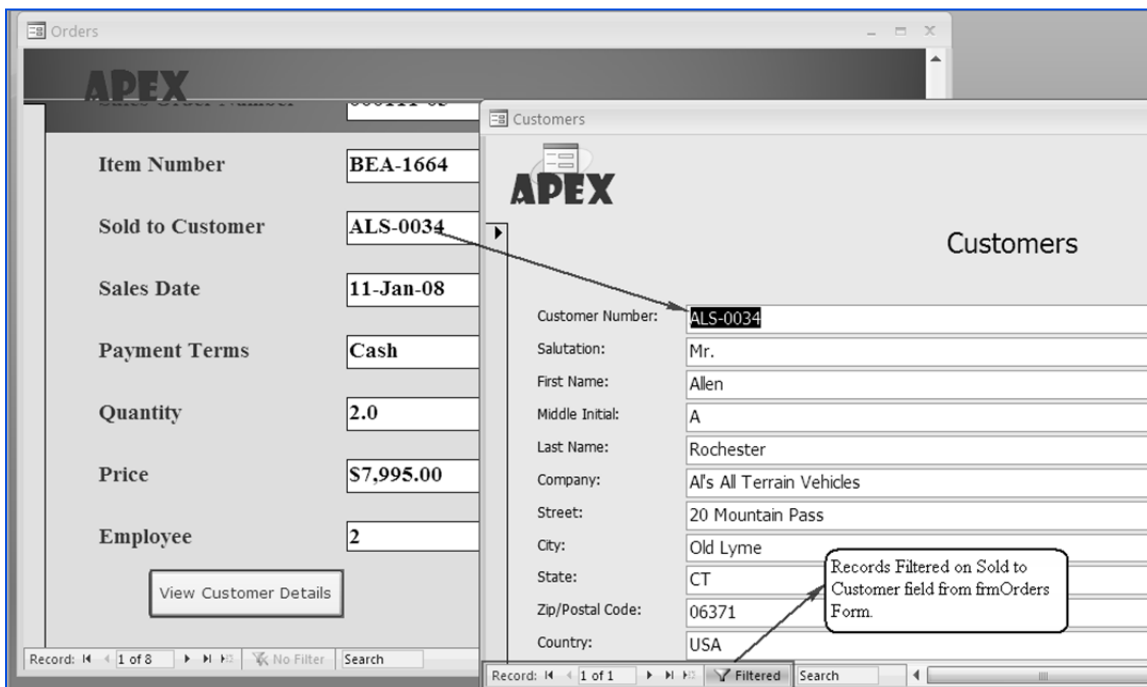 Orders
APEX
Sales Order Number
Item Number BEA-1664
Sold to Customer ALS-0034
Sales Date 11-Jan-08
Payment Terms Cash
Quantity 2.0
Price $7,995.00
Employee 2
View Customer Details
Record: 1 of 8 No Filter Search
Customers
APEX
Customers
Customer Number: ALS-0034
Salutation: Mr.
First Name: Allen
Middle Initial: A
Last Name: Rochester
Company: Al's All Terrain Vehicles
Street: 20 Mountain Pass
City: Old Lyme
State: CT
Zip/Postal Code: 06371
Country: USA
Records Filtered on Sold to
Customer field from frmOrders
Form.
Record: 1 of 1 Filtered Search